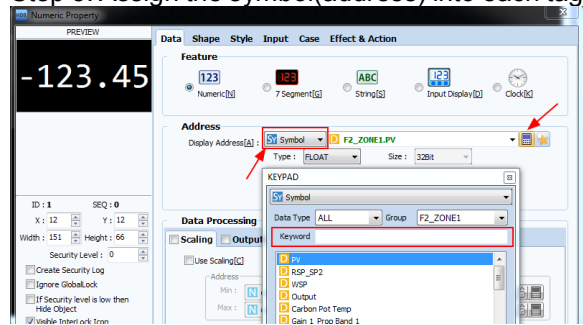 Step 6. Assign the Symbol(address) into each tag
Numeric Property
PREVIEW
-123.45
ID : 1 SEQ : 0
X : 12 Y : 12
Width : 151 Height : 66
Security Level : 0
Create Security Log
Ignore GlobalLock
If Security level is low then
Hide Object
Visible InterLock Icon
Data Shape Style Input Case Effect & Action
Feature
123 Numeric[N]
123 7 Segment[G]
ABC String[S]
123 Input Display[D]
Clock[K]
Address
Display Address[A] : SY Symbol D F2_ZONE1.PV
Type : FLOAT Size : 32Bit
Data Processing
Scaling Output
Use Scaling[C]
Address
Min : N
Max : N
KEYPAD
SY Symbol
Data Type ALL Group F2_ZONE1
Keyword
D PV
D RSP_SP2
D WSP
D Output
D Carbon Pot Temp
D Gain 1 Prop Band 1